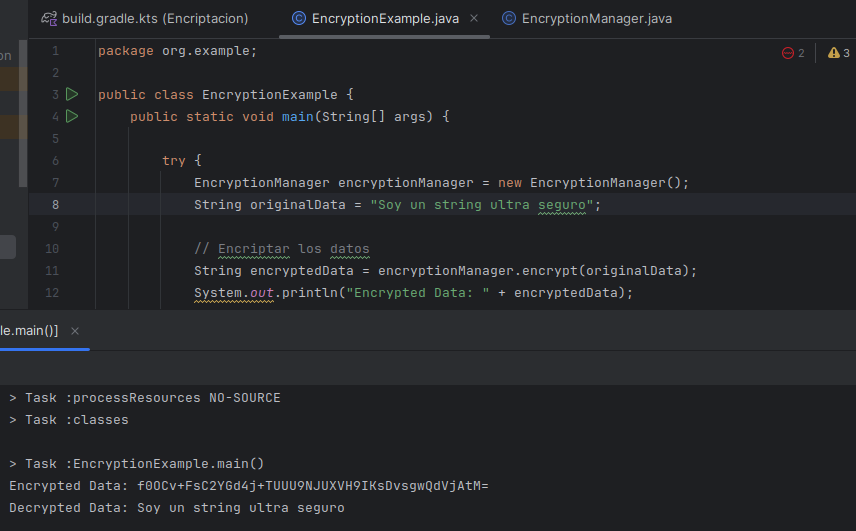 build.gradle.kts (Encriptacion) EncryptionExample.java EncryptionManager.java
on
2 3
1 package org.example;
2
3 public class EncryptionExample {
4 public static void main(String[] args) {
5
6 try {
7 EncryptionManager encryptionManager = new EncryptionManager();
8 String originalData = "Soy un string ultra seguro";
9
10 // Encriptar los datos
11 String encryptedData = encryptionManager.encrypt(originalData);
12 System.out.println("Encrypted Data: " + encryptedData);
le.main()]
> Task :processResources NO-SOURCE
> Task :classes
> Task :EncryptionExample.main()
Encrypted Data: f0OCv+FsC2YGd4j+TUUU9NJUXVH9IKsDvsgwQdVjAtM=
Decrypted Data: Soy un string ultra seguro